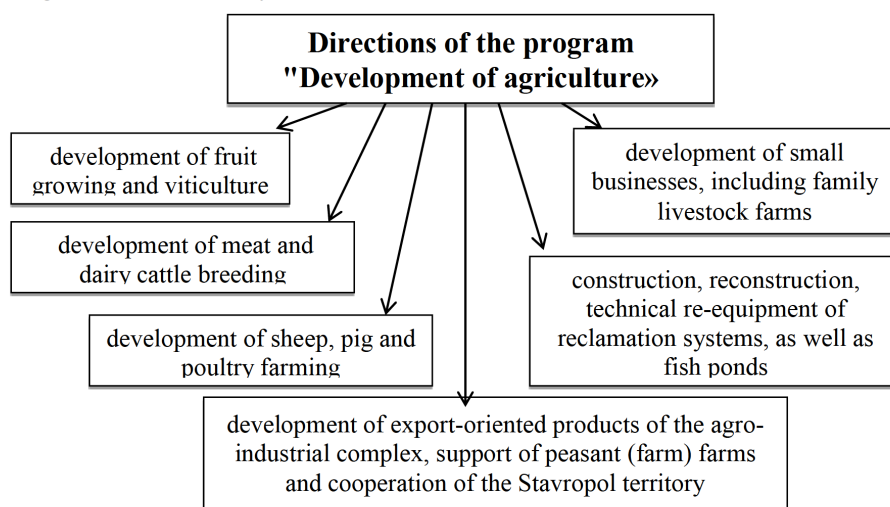 Directions of the program
"Development of agriculture»
development of fruit
growing and viticulture
development of small
businesses, including family
livestock farms
development of meat and
dairy cattle breeding
construction, reconstruction,
technical re-equipment of
reclamation systems, as well as
fish ponds
development of sheep, pig and
poultry farming
development of export-oriented products of the agro-
industrial complex, support of peasant (farm) farms
and cooperation of the Stavropol territory